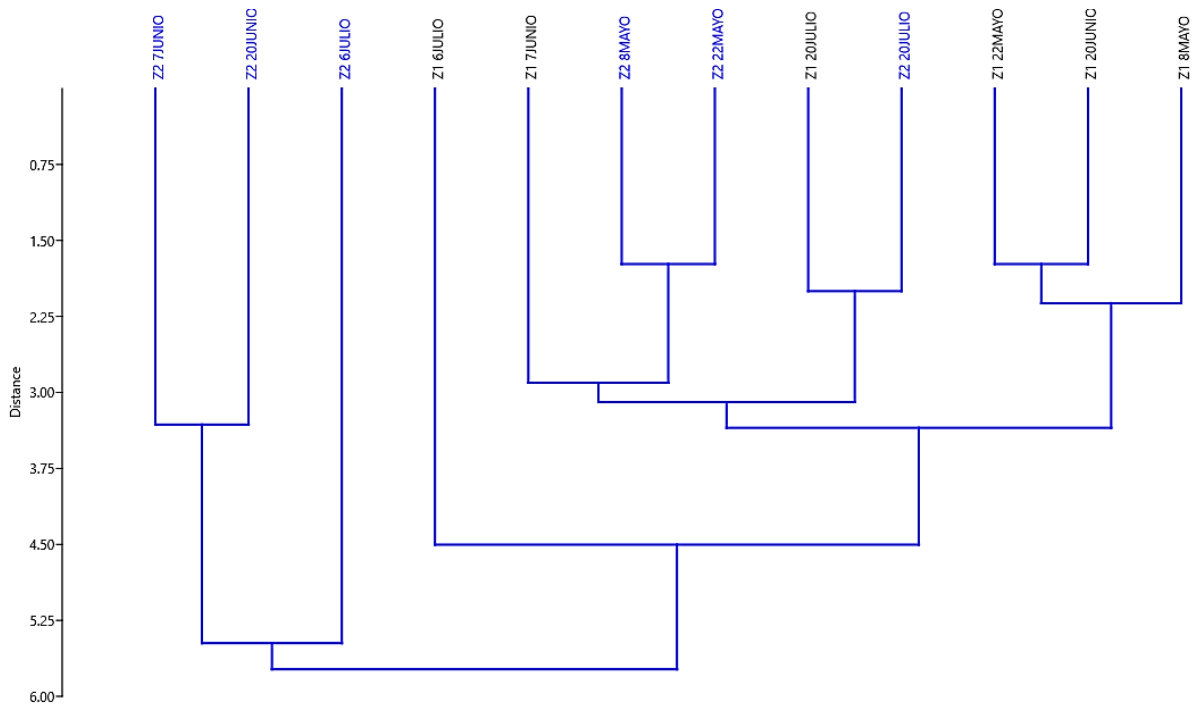 Z2 7JUNIO
Z2 20JUNIO
Z2 6JULIO
Z1 6JULIO
Z1 7JUNIO
Z2 8MAYO
Z2 22MAYO
Z1 20JULIO
Z2 20JULIO
Z1 22MAYO
Z1 20JUNIO
Z1 8MAYO
0.75
1.50
2.25
3.00
3.75
4.50
5.25
6.00
Distance